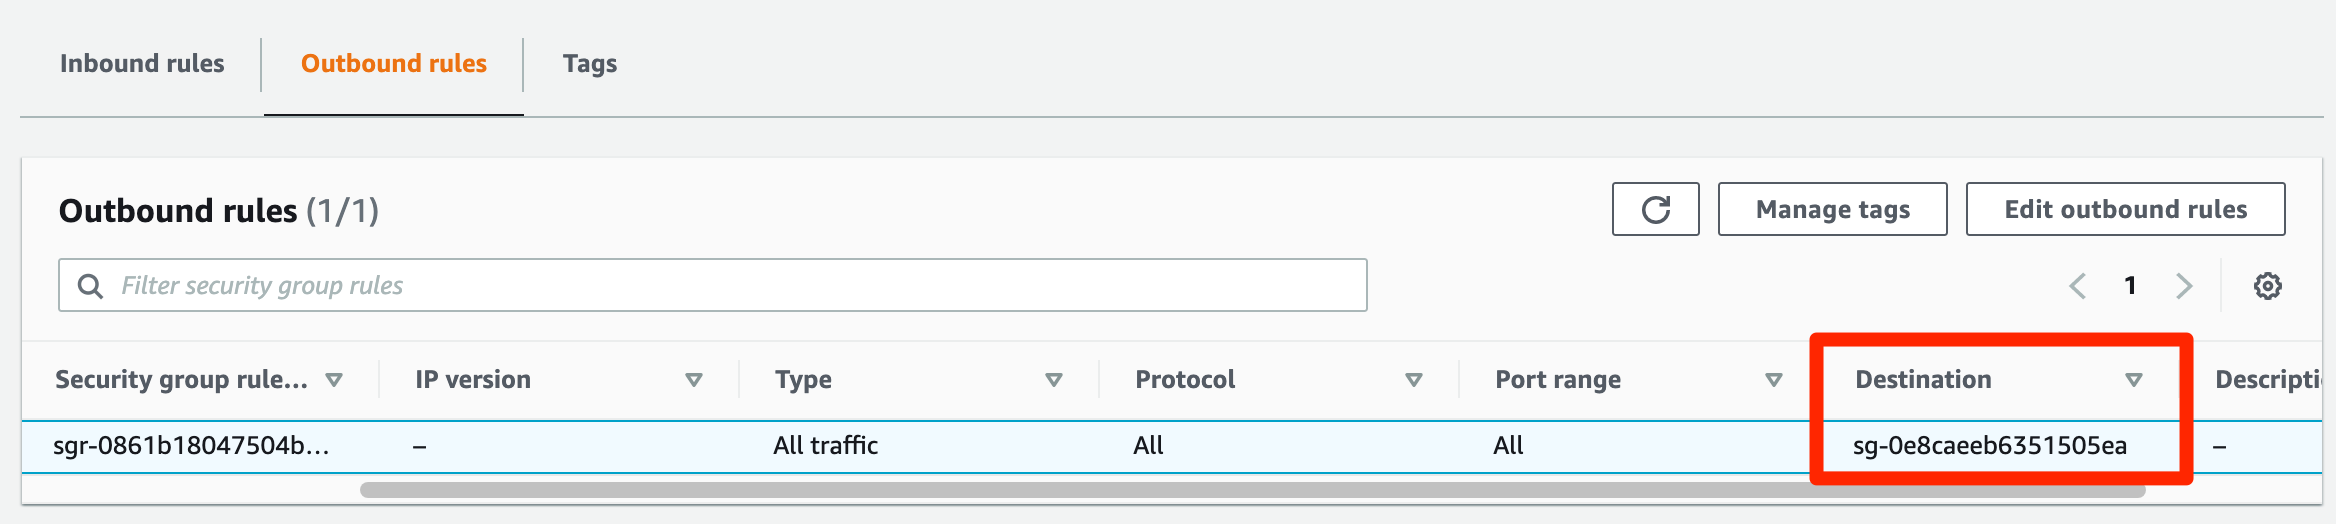 Inbound rules Outbound rules Tags
Outbound rules (1/1) Manage tags Edit outbound rules
Filter security group rules 1
Security group rule... IP version Type Protocol Port range Destination Descripti
sgr-0861b18047504b... – All traffic All All sg-0e8caeeb6351505ea –